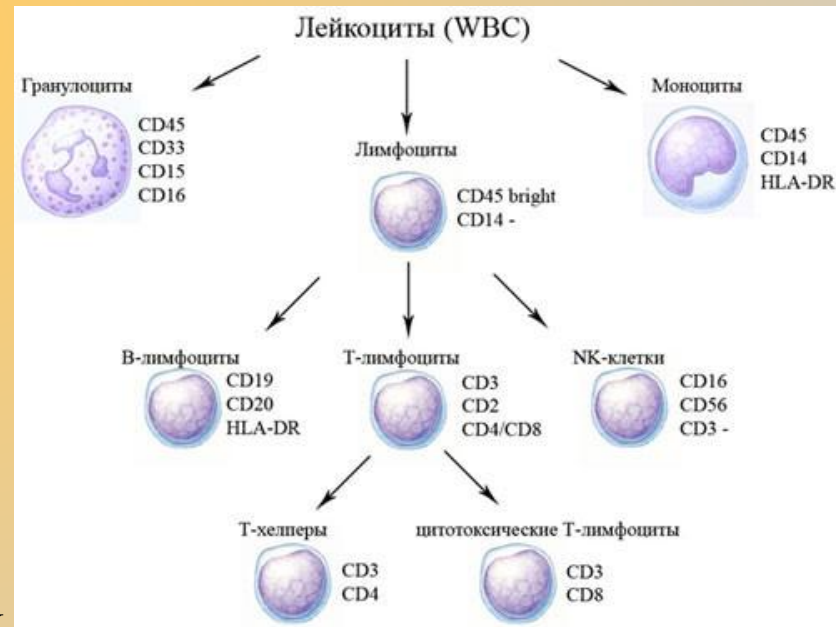 Лейкоциты (WBC)
Гранулоциты
CD45
CD33
CD15
CD16
Лимфоциты
CD45 bright
CD14 -
Моноциты
CD45
CD14
HLA-DR
В-лимфоциты
CD19
CD20
HLA-DR
Т-лимфоциты
CD3
CD2
CD4/CD8
NK-клетки
CD16
CD56
CD3 -
Т-хелперы
CD3
CD4
цитотоксические Т-лимфоциты
CD3
CD8